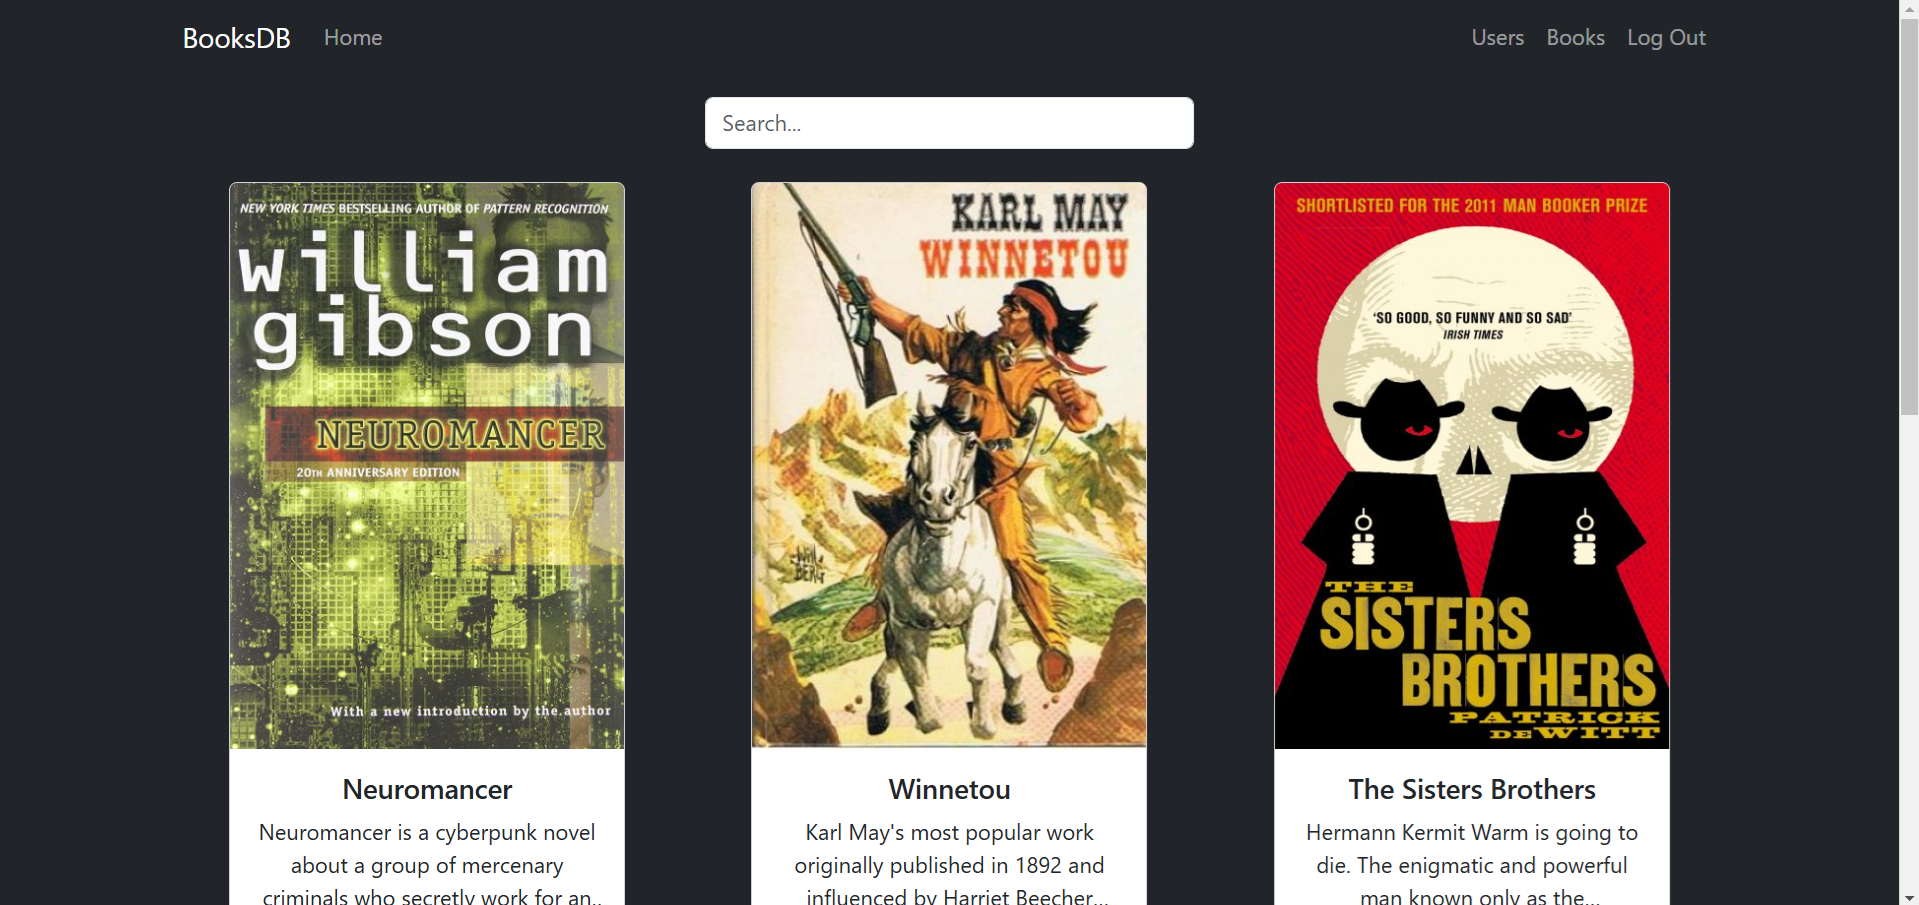 BooksDB Home Users Books Log Out
Search...
NEW YORK TIMES BESTSELLING AUTHOR OF PATTERN RECOGNITION
william
gibson
NEUROMANCER
20TH ANNIVERSARY EDITION
With a new introduction by the author
Neuromancer
Neuromancer is a cyberpunk novel
about a group of mercenary
criminals who secretly work for an..
KARL MAY
WINNETOU
WILL
BERG
Winnetou
Karl May's most popular work
originally published in 1892 and
influenced by Harriet Beecher...
SHORTLISTED FOR THE 2011 MAN BOOKER PRIZE
'SO GOOD, SO FUNNY AND SO SAD'
IRISH TIMES
THE
SISTERS
BROTHERS
PATRICK
DEWITT
The Sisters Brothers
Hermann Kermit Warm is going to
die. The enigmatic and powerful
man known only as the...